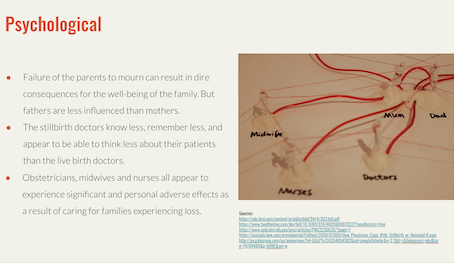 Psychological
Failure of the parents to mourn can result in dire
consequences for the well-being of the family. But
fathers are less influenced than mothers.
The stillbirth doctors know less, remember less, and
appear to be able to think less about their patients
than the live birth doctors.
Obstetricians, midwives and nurses all appear to
experience significant and personal adverse effects as
a result of caring for families experiencing loss.
Mum Dad
Midwife
Doctors
Nurses
Sources